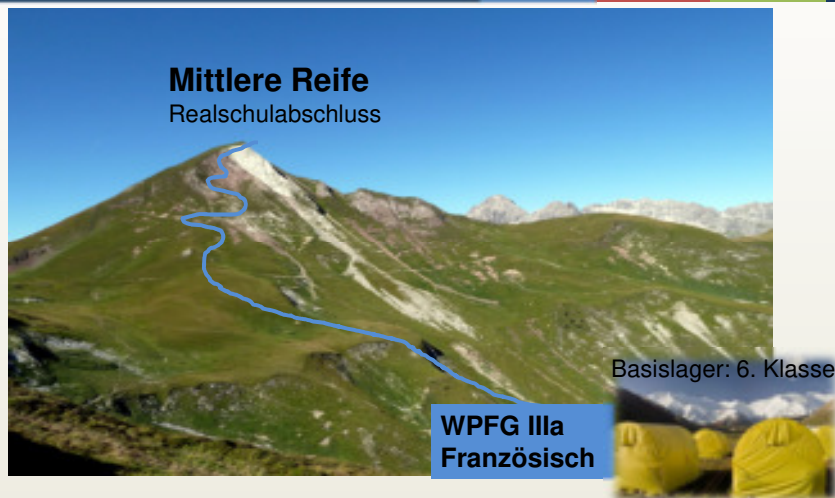 Mittlere Reife
Realschulabschluss
Basislager: 6. Klasse
WPFG IIIa
Französisch